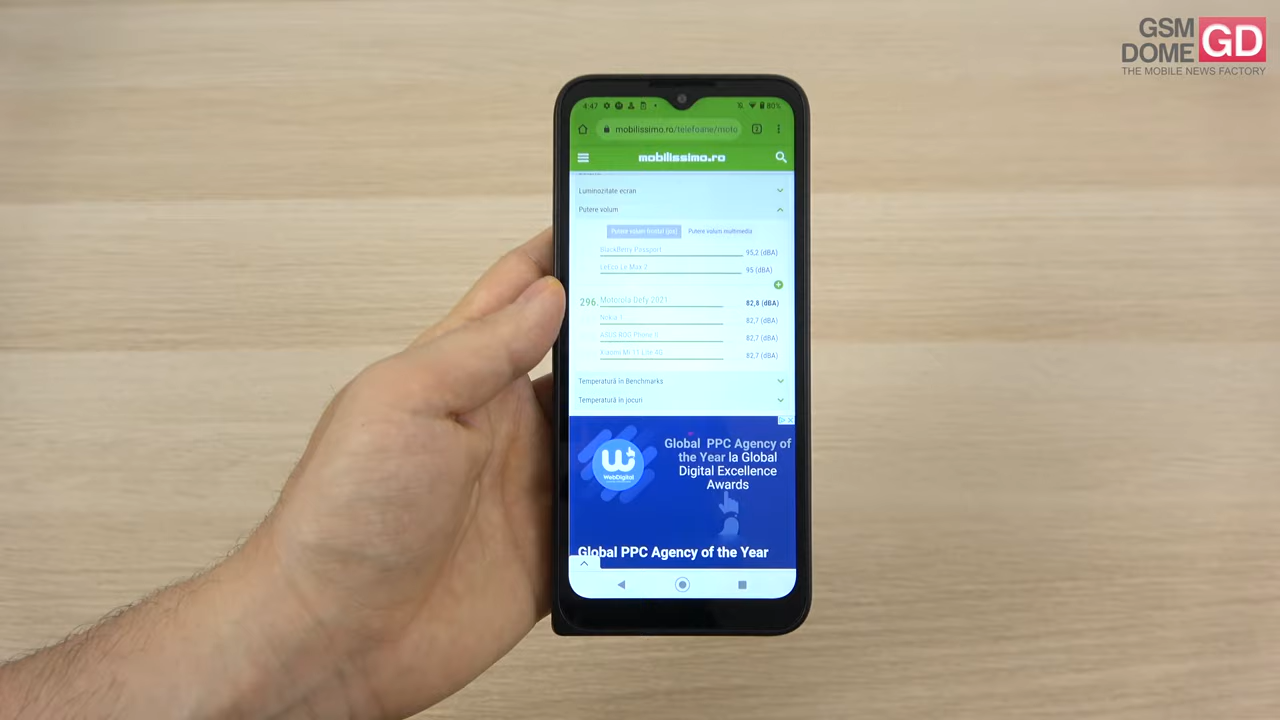 GSM
DOME GD
THE MOBILE NEWS FACTORY
4:47 80%
mobilissimo.ro/telefoane/moto
mobilissimo.ro
Luminozitate ecran
Putere volum
Putere volum multimedia
BlackBerry Passport 95,2 (dBA)
LeEco Le Max 2 95 (dBA)
296. Motorola Defy 2021 82,8 (dBA)
Nokia 1 82,7 (dBA)
ASUS ROG Phone II 82,7 (dBA)
Xiaomi Mi 11 Lite 4G 82,7 (dBA)
Temperatură în Benchmarks
Temperatură în jocuri
Global PPC Agency of
the Year la Global
Digital Excellence
Awards
WebDigital
Global PPC Agency of the Year